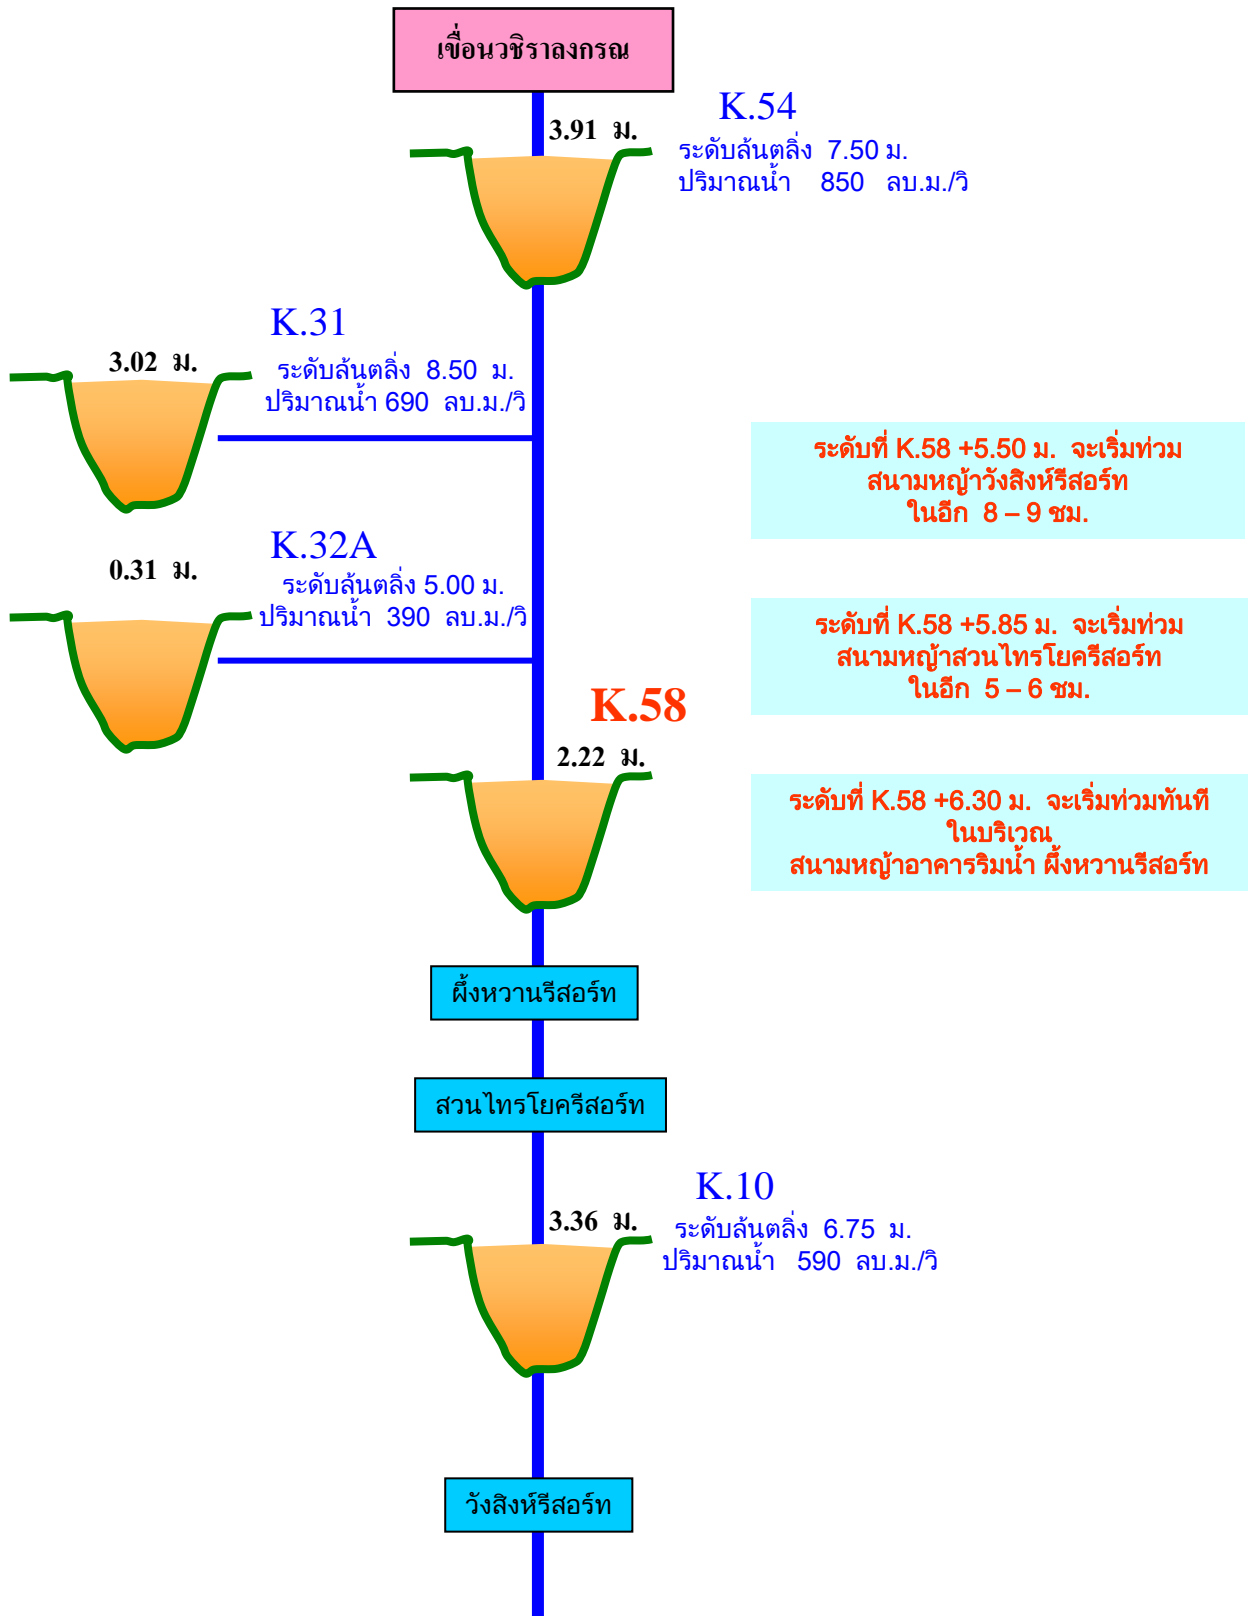 เขื่อนวชิราลงกรณ
K.54
3.91 ม.
ระดับล้นตลิ่ง 7.50 ม.
ปริมาณน้ำ 850 ลบ.ม./วิ
K.31
3.02 ม.
ระดับล้นตลิ่ง 8.50 ม.
ปริมาณน้ำ 690 ลบ.ม./วิ
ระดับที่ K.58 +5.50 ม. จะเริ่มท่วม
สนามหญ้าวังสิงห์รีสอร์ท
ในอีก 8 – 9 ชม.
K.32A
0.31 ม.
ระดับล้นตลิ่ง 5.00 ม.
ปริมาณน้ำ 390 ลบ.ม./วิ
ระดับที่ K.58 +5.85 ม. จะเริ่มท่วม
สนามหญ้าสวนไทรโยครีสอร์ท
ในอีก 5 – 6 ชม.
K.58
2.22 ม.
ระดับที่ K.58 +6.30 ม. จะเริ่มท่วมทันที
ในบริเวณ
สนามหญ้าอาคารริมน้ำ ผึ้งหวานรีสอร์ท
ผึ้งหวานรีสอร์ท
สวนไทรโยครีสอร์ท
K.10
3.36 ม.
ระดับล้นตลิ่ง 6.75 ม.
ปริมาณน้ำ 590 ลบ.ม./วิ
วังสิงห์รีสอร์ท